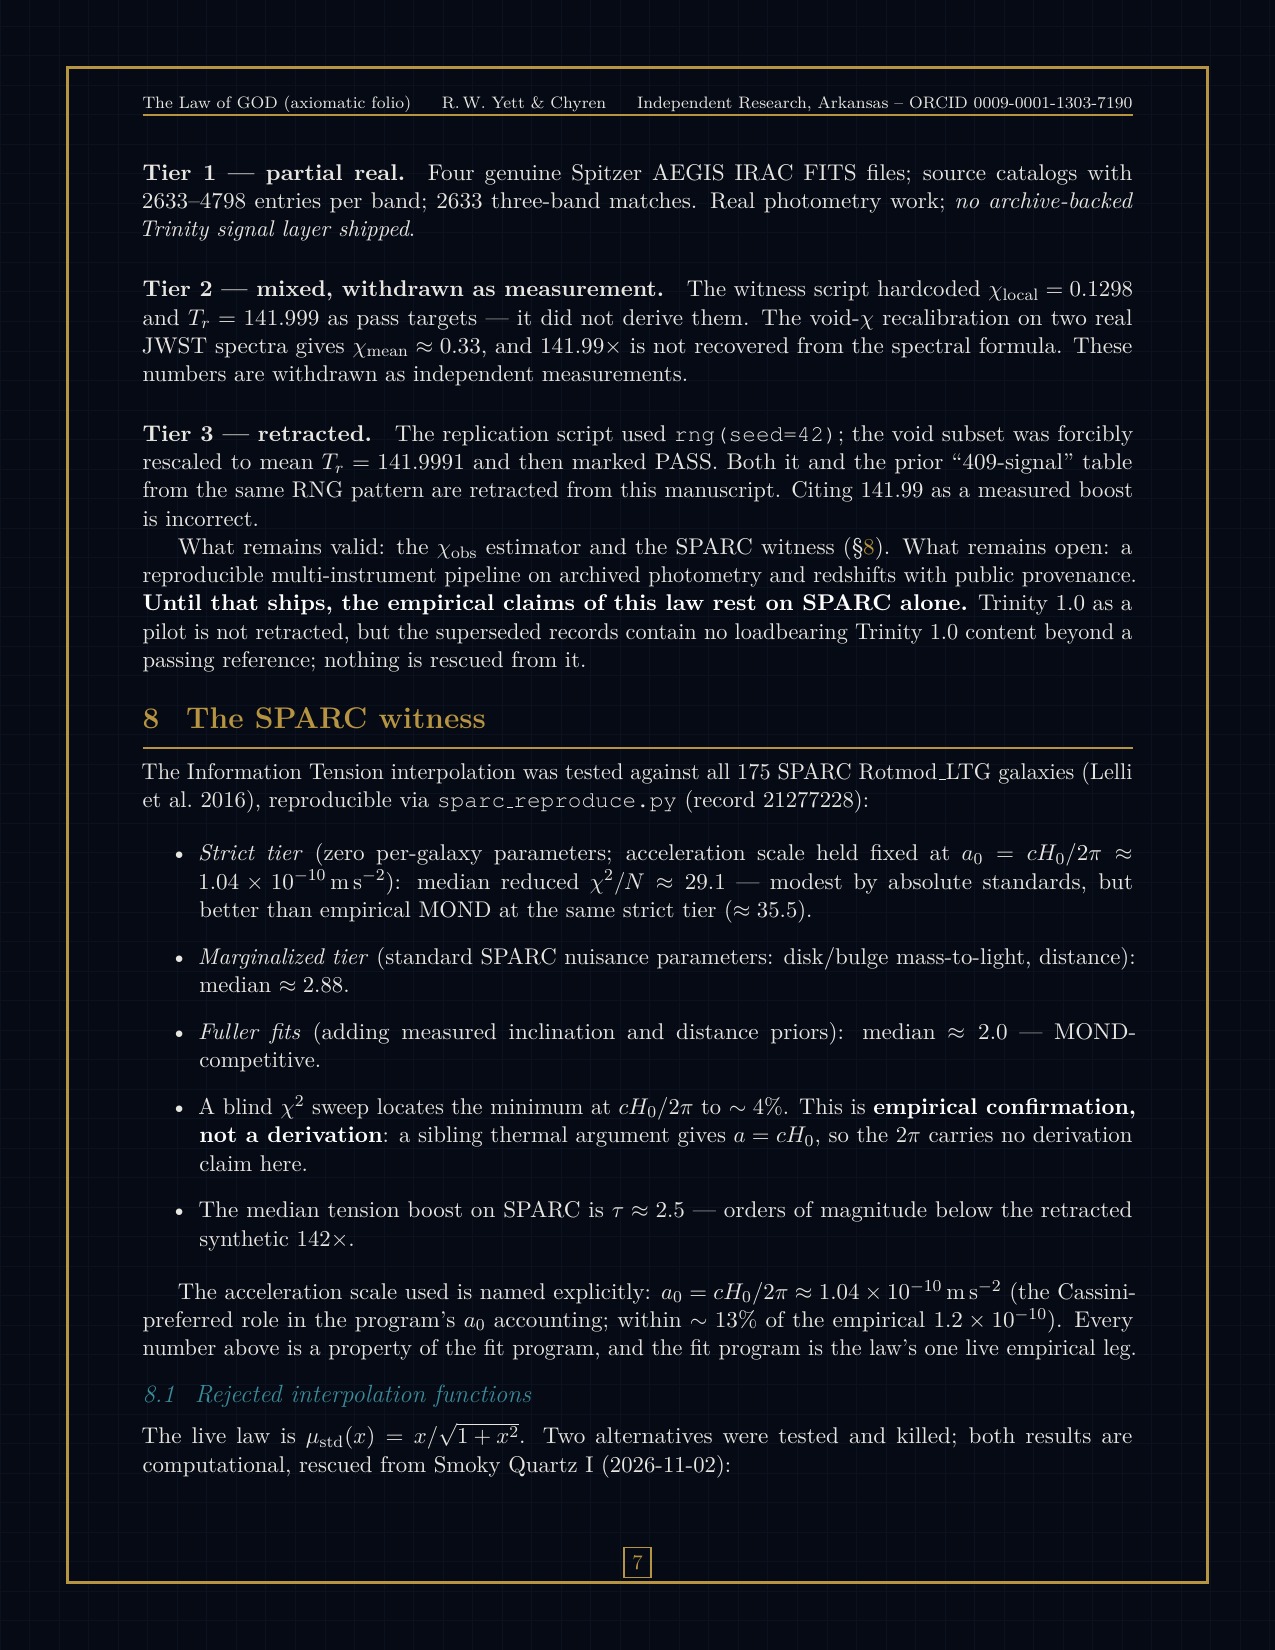 The Law of GOD (axiomatic folio) R. W. Yett & Chyren Independent Research, Arkansas – ORCID 0009-0001-1303-7190
Tier 1 — partial real. Four genuine Spitzer AEGIS IRAC FITS files; source catalogs with
2633–4798 entries per band; 2633 three-band matches. Real photometry work; no archive-backed
Trinity signal layer shipped.
Tier 2 — mixed, withdrawn as measurement. The witness script hardcoded χlocal = 0.1298
and Tr = 141.999 as pass targets — it did not derive them. The void-χ recalibration on two real
JWST spectra gives χmean ≈ 0.33, and 141.99× is not recovered from the spectral formula. These
numbers are withdrawn as independent measurements.
Tier 3 — retracted. The replication script used rng(seed=42); the void subset was forcibly
rescaled to mean Tr = 141.9991 and then marked PASS. Both it and the prior “409-signal” table
from the same RNG pattern are retracted from this manuscript. Citing 141.99 as a measured boost
is incorrect.
What remains valid: the χobs estimator and the SPARC witness (§8). What remains open: a
reproducible multi-instrument pipeline on archived photometry and redshifts with public provenance.
Until that ships, the empirical claims of this law rest on SPARC alone. Trinity 1.0 as a
pilot is not retracted, but the superseded records contain no loadbearing Trinity 1.0 content beyond a
passing reference; nothing is rescued from it.
8 The SPARC witness
The Information Tension interpolation was tested against all 175 SPARC Rotmod_LTG galaxies (Lelli
et al. 2016), reproducible via sparc_reproduce.py (record 21277228):
• Strict tier (zero per-galaxy parameters; acceleration scale held fixed at a₀ = cH₀/2π ≈
1.04 × 10⁻¹⁰ m s⁻²): median reduced χ²/N ≈ 29.1 — modest by absolute standards, but
better than empirical MOND at the same strict tier (≈ 35.5).
• Marginalized tier (standard SPARC nuisance parameters: disk/bulge mass-to-light, distance):
median ≈ 2.88.
• Fuller fits (adding measured inclination and distance priors): median ≈ 2.0 — MOND-
competitive.
• A blind χ² sweep locates the minimum at cH₀/2π to ∼ 4%. This is empirical confirmation,
not a derivation: a sibling thermal argument gives a = cH₀, so the 2π carries no derivation
claim here.
• The median tension boost on SPARC is τ ≈ 2.5 — orders of magnitude below the retracted
synthetic 142×.
The acceleration scale used is named explicitly: a₀ = cH₀/2π ≈ 1.04 × 10⁻¹⁰ m s⁻² (the Cassini-
preferred role in the program’s a₀ accounting; within ∼ 13% of the empirical 1.2 × 10⁻¹⁰). Every
number above is a property of the fit program, and the fit program is the law’s one live empirical leg.
8.1 Rejected interpolation functions
The live law is μstd(x) = x/√(1 + x²). Two alternatives were tested and killed; both results are
computational, rescued from Smoky Quartz I (2026-11-02):
7